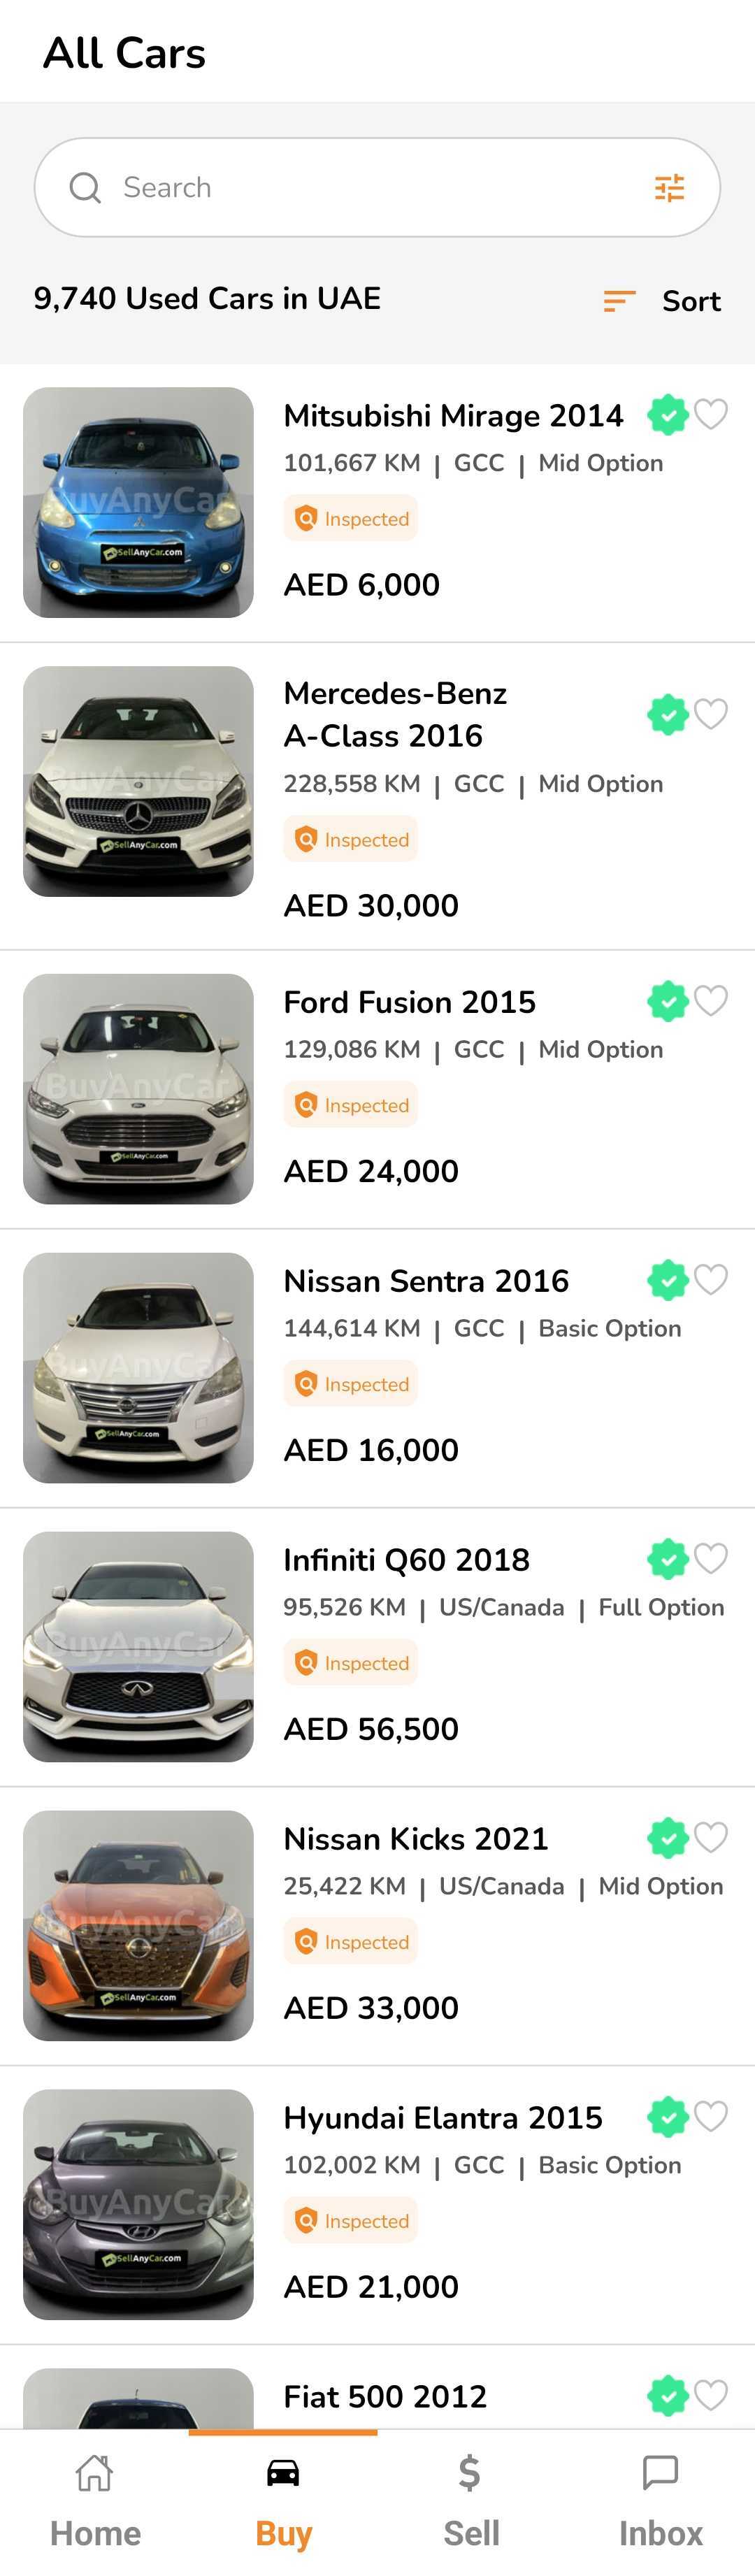 All Cars
Search
9,740 Used Cars in UAE
Sort
BuyAnyCar
SellAnyCar.com
Mitsubishi Mirage 2014
101,667 KM | GCC | Mid Option
Inspected
AED 6,000
BuyAnyCar
SellAnyCar.com
Mercedes-Benz
A-Class 2016
228,558 KM | GCC | Mid Option
Inspected
AED 30,000
BuyAnyCar
SellAnyCar.com
Ford Fusion 2015
129,086 KM | GCC | Mid Option
Inspected
AED 24,000
BuyAnyCar
SellAnyCar.com
Nissan Sentra 2016
144,614 KM | GCC | Basic Option
Inspected
AED 16,000
BuyAnyCar
Infiniti Q60 2018
95,526 KM | US/Canada | Full Option
Inspected
AED 56,500
BuyAnyCar
SellAnyCar.com
Nissan Kicks 2021
25,422 KM | US/Canada | Mid Option
Inspected
AED 33,000
BuyAnyCar
SellAnyCar.com
Hyundai Elantra 2015
102,002 KM | GCC | Basic Option
Inspected
AED 21,000
Fiat 500 2012
Home
Buy
Sell
Inbox